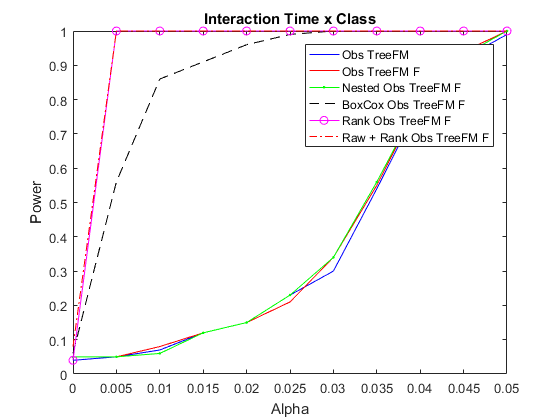 Interaction Time x Class
Power
1
0.9
0.8
0.7
0.6
0.5
0.4
0.3
0.2
0.1
0
Obs TreeFM
Obs TreeFM F
Nested Obs TreeFM F
BoxCox Obs TreeFM F
Rank Obs TreeFM F
Raw + Rank Obs TreeFM F
0 0.005 0.01 0.015 0.02 0.025 0.03 0.035 0.04 0.045 0.05
Alpha